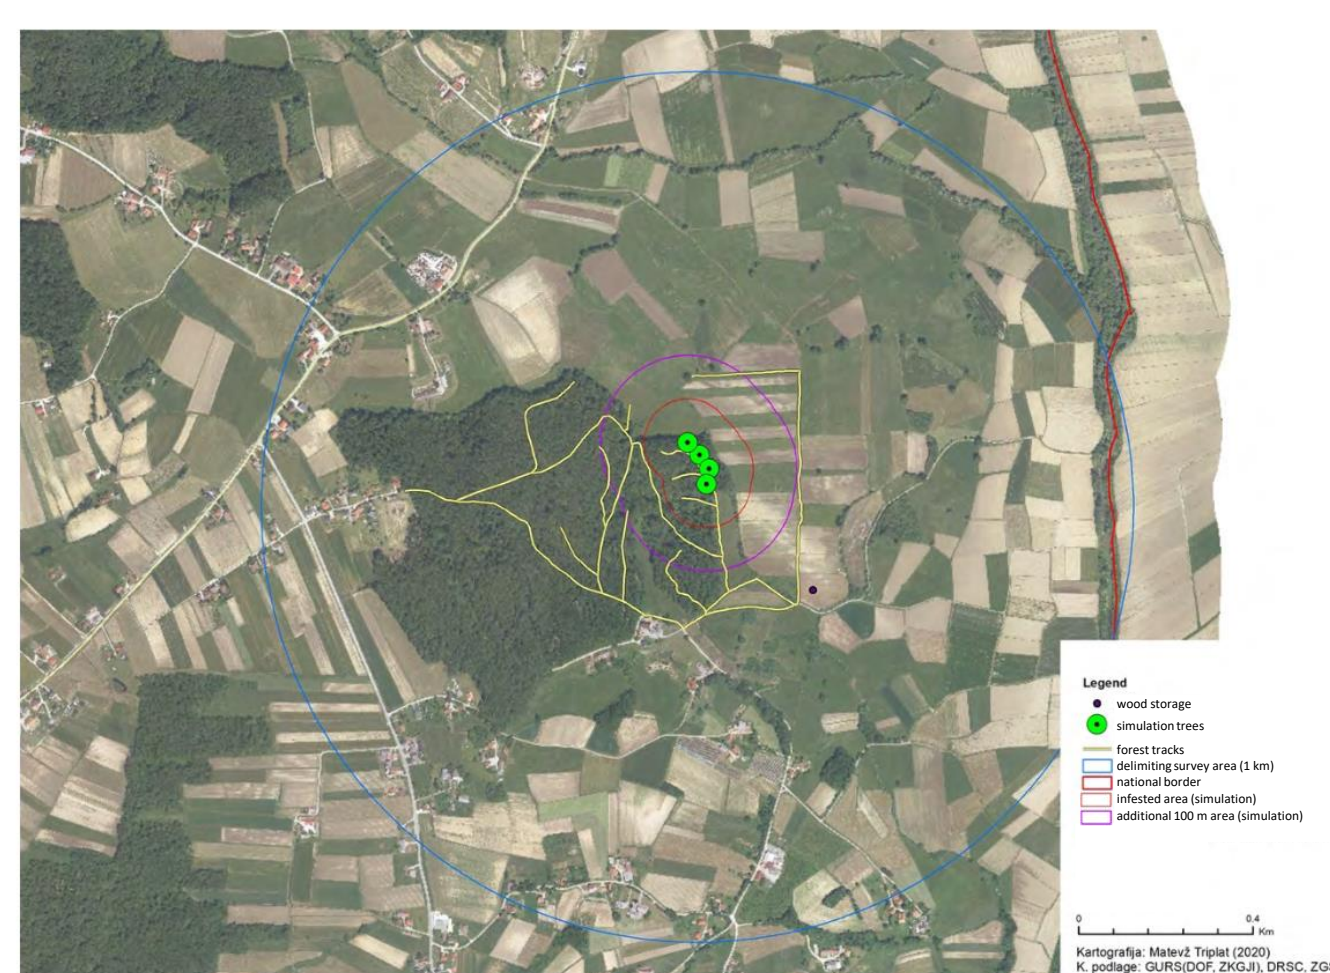 Legend
wood storage
simulation trees
forest tracks
delimiting survey area (1 km)
national border
infested area (simulation)
additional 100 m area (simulation)
0 0.4
Km
Kartografija: Matevž Triplat (2020)
K. podlage: GURS(DOF, ZKGJI), DRSC, ZG